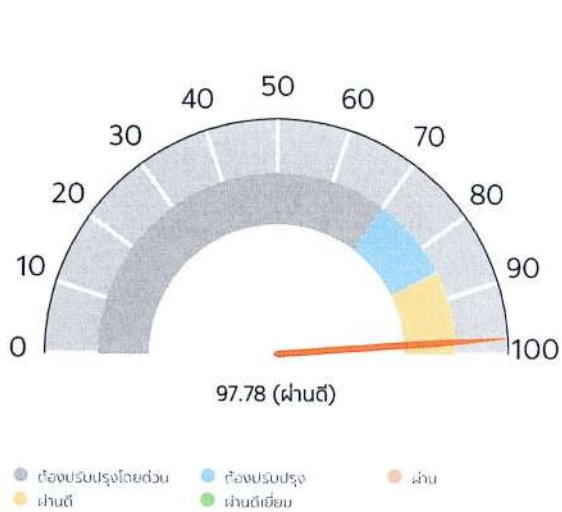 50
40
60
30
70
20
80
10
90
0
100
97.78 (ผ่านดี)
ต้องปรับปรุงโดยด่วน
ต้องปรับปรุง
ผ่าน
ผ่านดี
ผ่านดีเยี่ยม